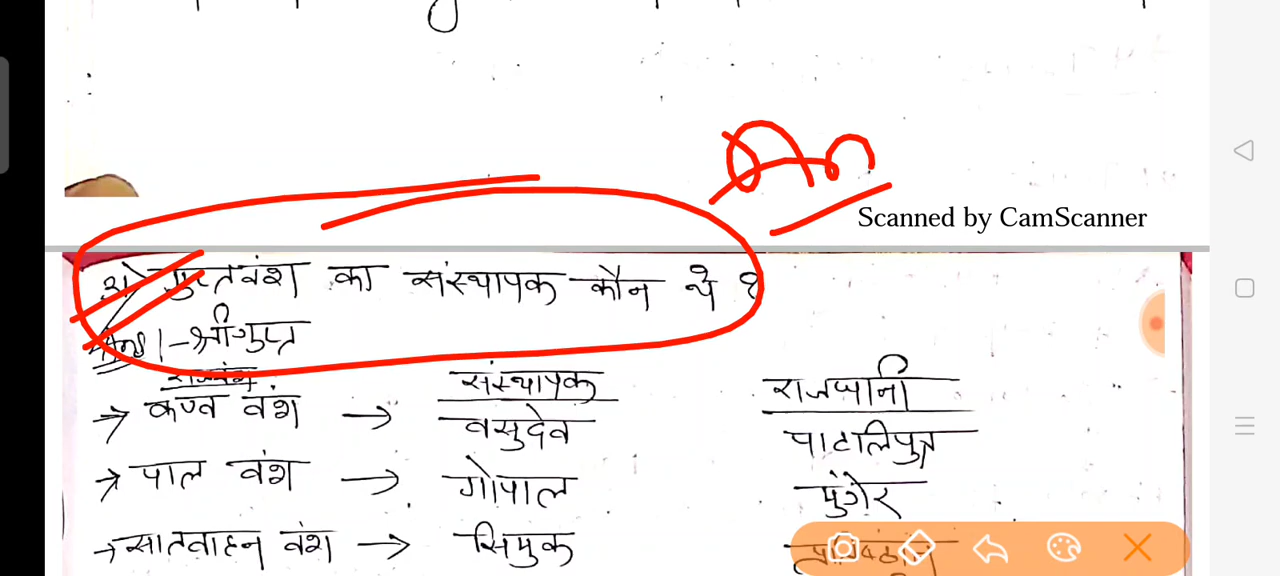 Scanned by CamScanner
गुप्तवंश का संस्थापक कौन थे ?
श्रीगुप्त
राजवंश संस्थापक राजधानी
→ कण्व वंश → वसुदेव पाटलिपुत्र
→ पाल वंश → गोपाल मुंगेर
→ सातवाहन वंश → सिमुक